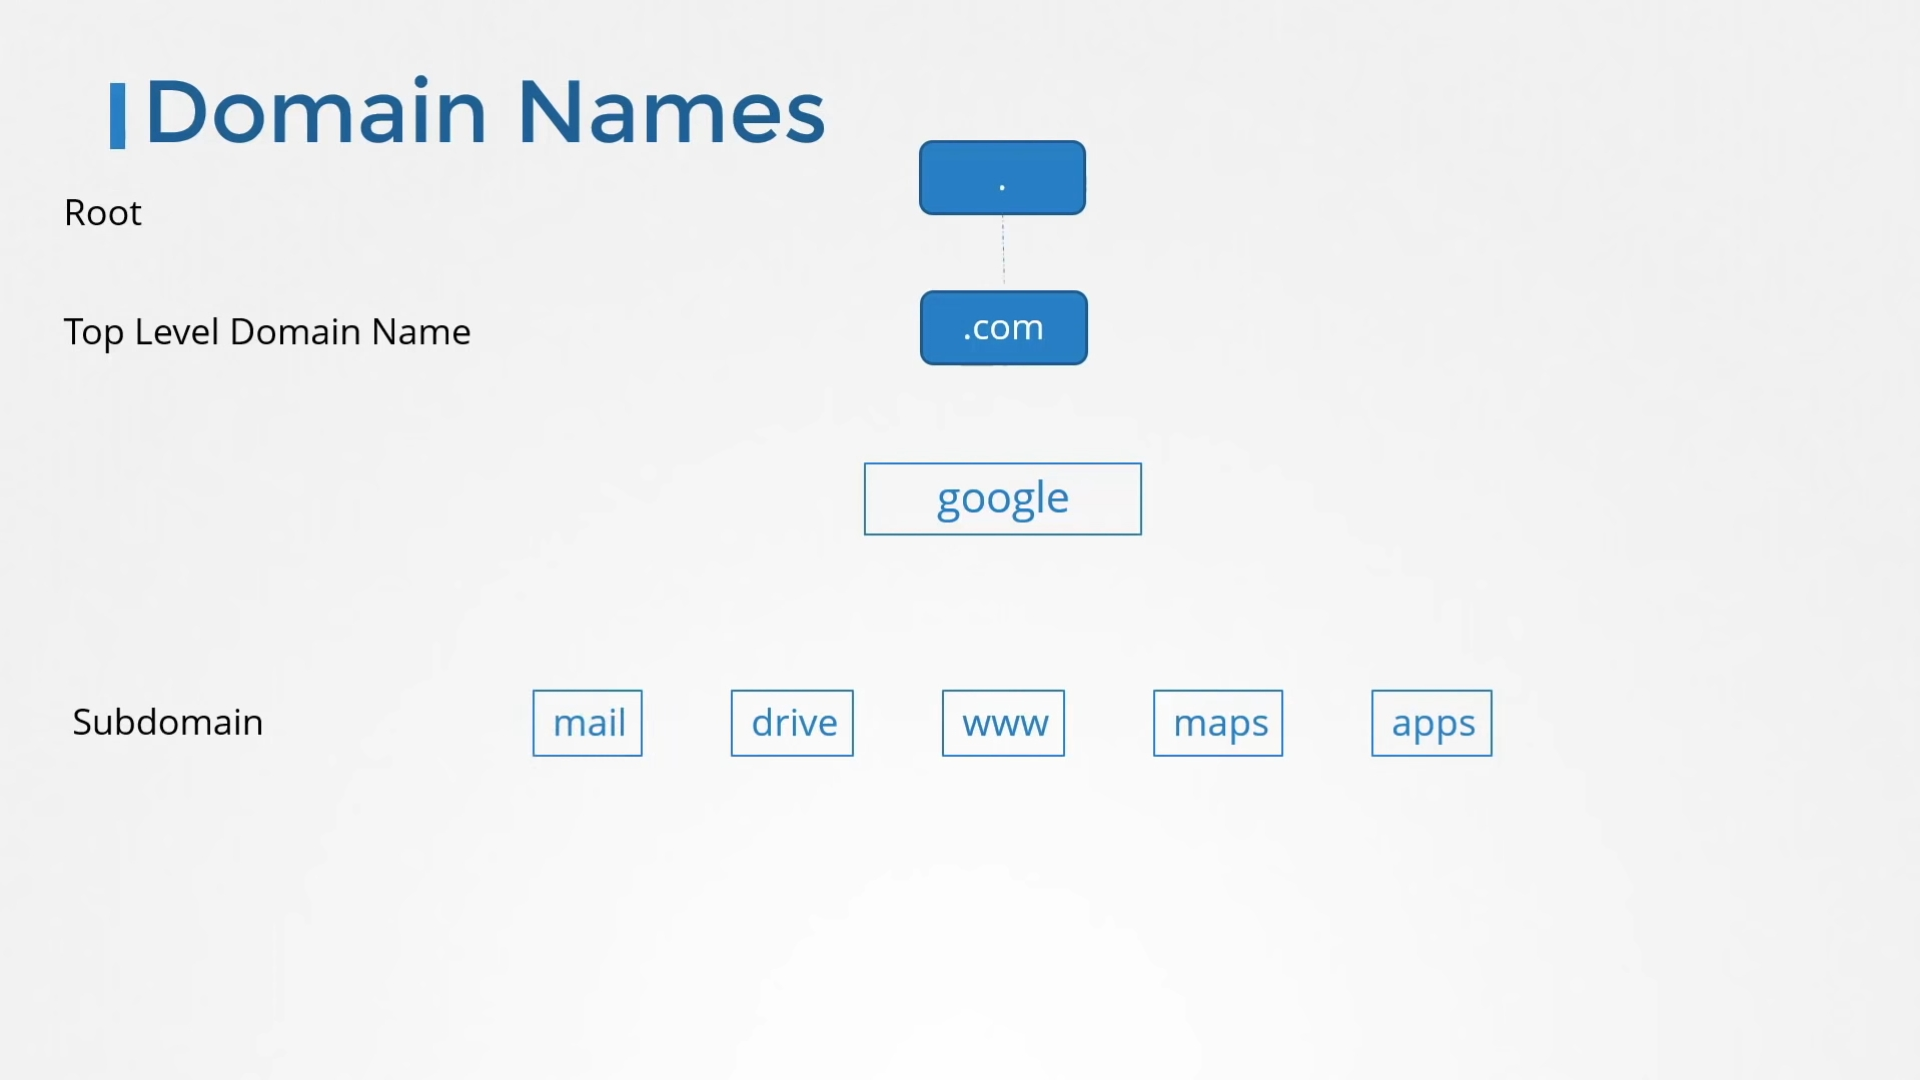 Domain Names
.
Root
.com
Top Level Domain Name
google
Subdomain
mail
drive
www
maps
apps